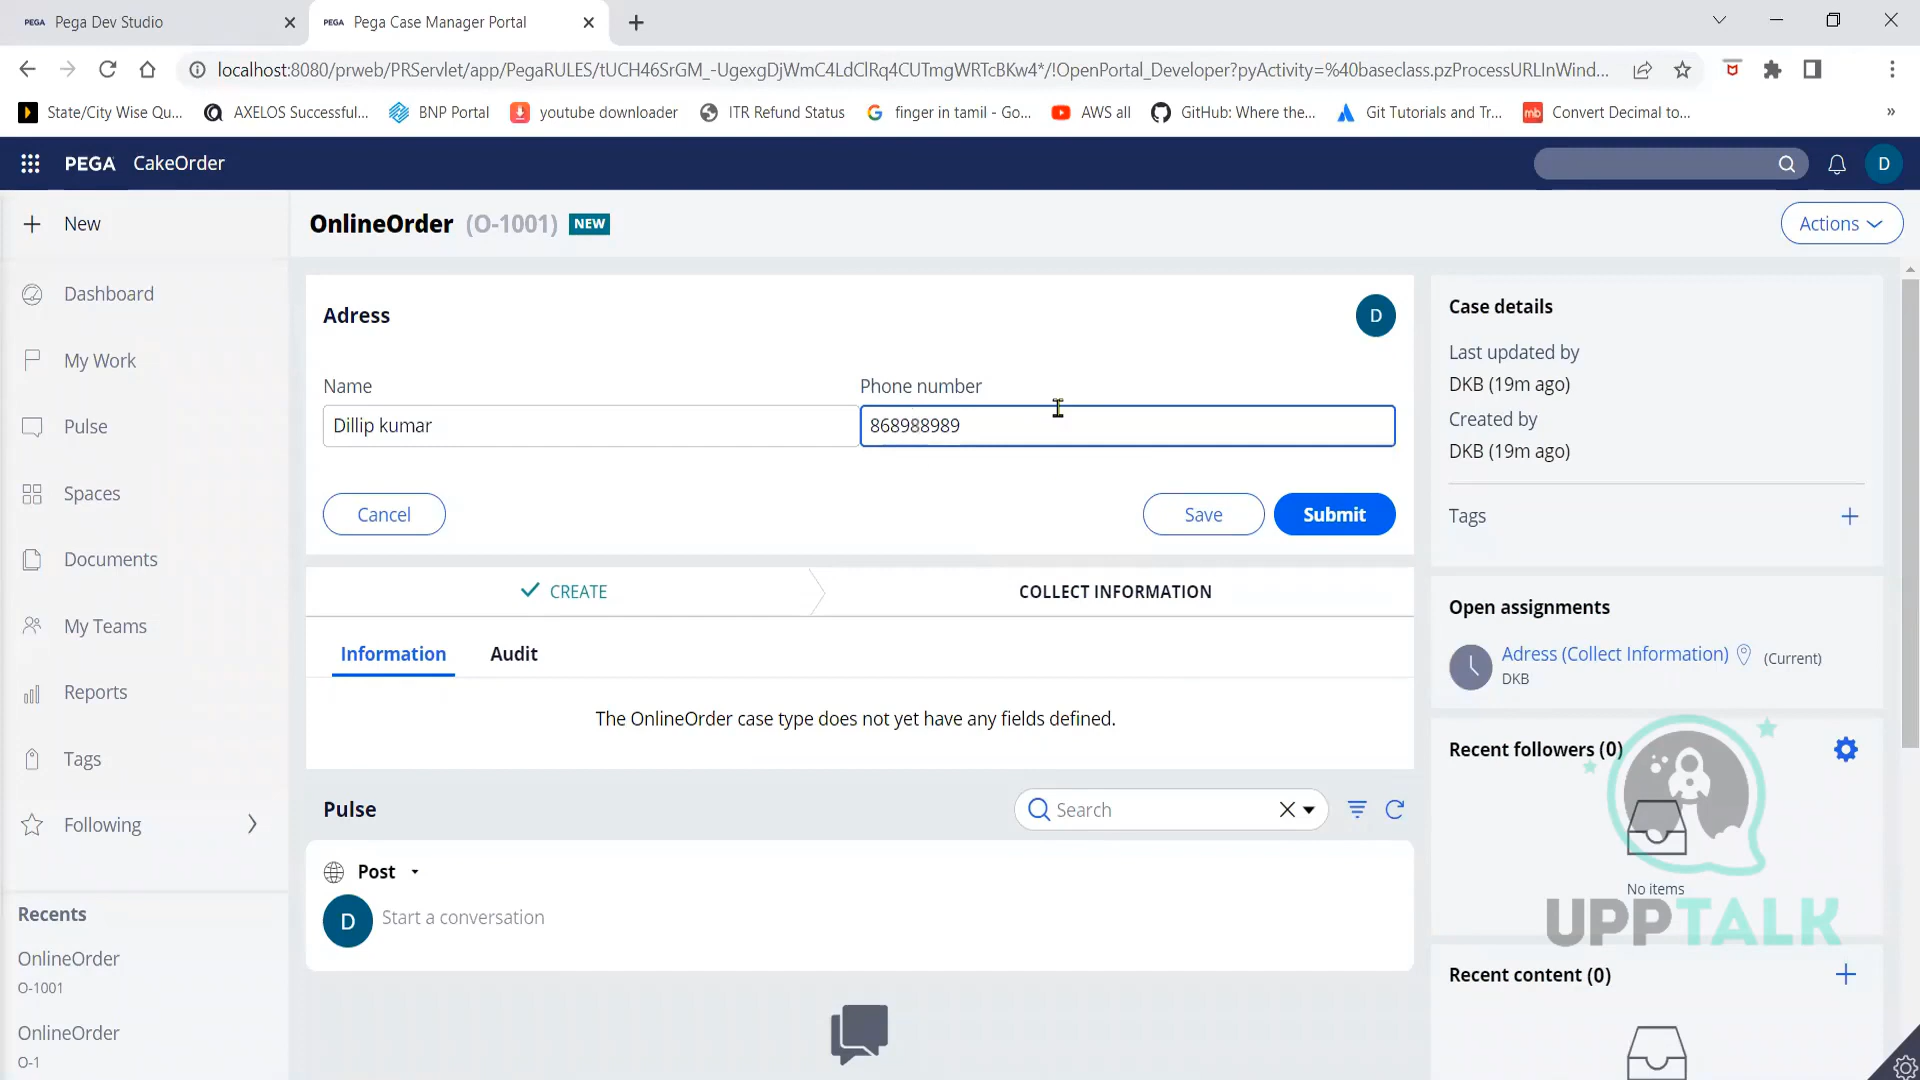 PEGA Pega Dev Studio
PEGA Pega Case Manager Portal
localhost:8080/prweb/PRServlet/app/PegaRULES/tUCH46SrGM_-UgexgDjWmC4LdClRq4CUTmgWRTcBKw4*/!OpenPortal_Developer?pyActivity=%40baseclass.pzProcessURLInWind...
State/City Wise Qu...
AXELOS Successful...
BNP Portal
youtube downloader
ITR Refund Status
finger in tamil - Go...
AWS all
GitHub: Where the...
Git Tutorials and Tr...
mb Convert Decimal to...
PEGA CakeOrder
D
New
Dashboard
My Work
Pulse
Spaces
Documents
My Teams
Reports
Tags
Following
Recents
OnlineOrder
O-1001
OnlineOrder
O-1
OnlineOrder (O-1001) NEW
Actions
Adress
D
Name
Phone number
Dillip kumar
868988989
Cancel
Save
Submit
CREATE
COLLECT INFORMATION
Information
Audit
The OnlineOrder case type does not yet have any fields defined.
Pulse
Search
Post
D
Start a conversation
Case details
Last updated by
DKB (19m ago)
Created by
DKB (19m ago)
Tags
Open assignments
Adress (Collect Information) (Current)
DKB
Recent followers (0)
No items
UPPTALK
Recent content (0)